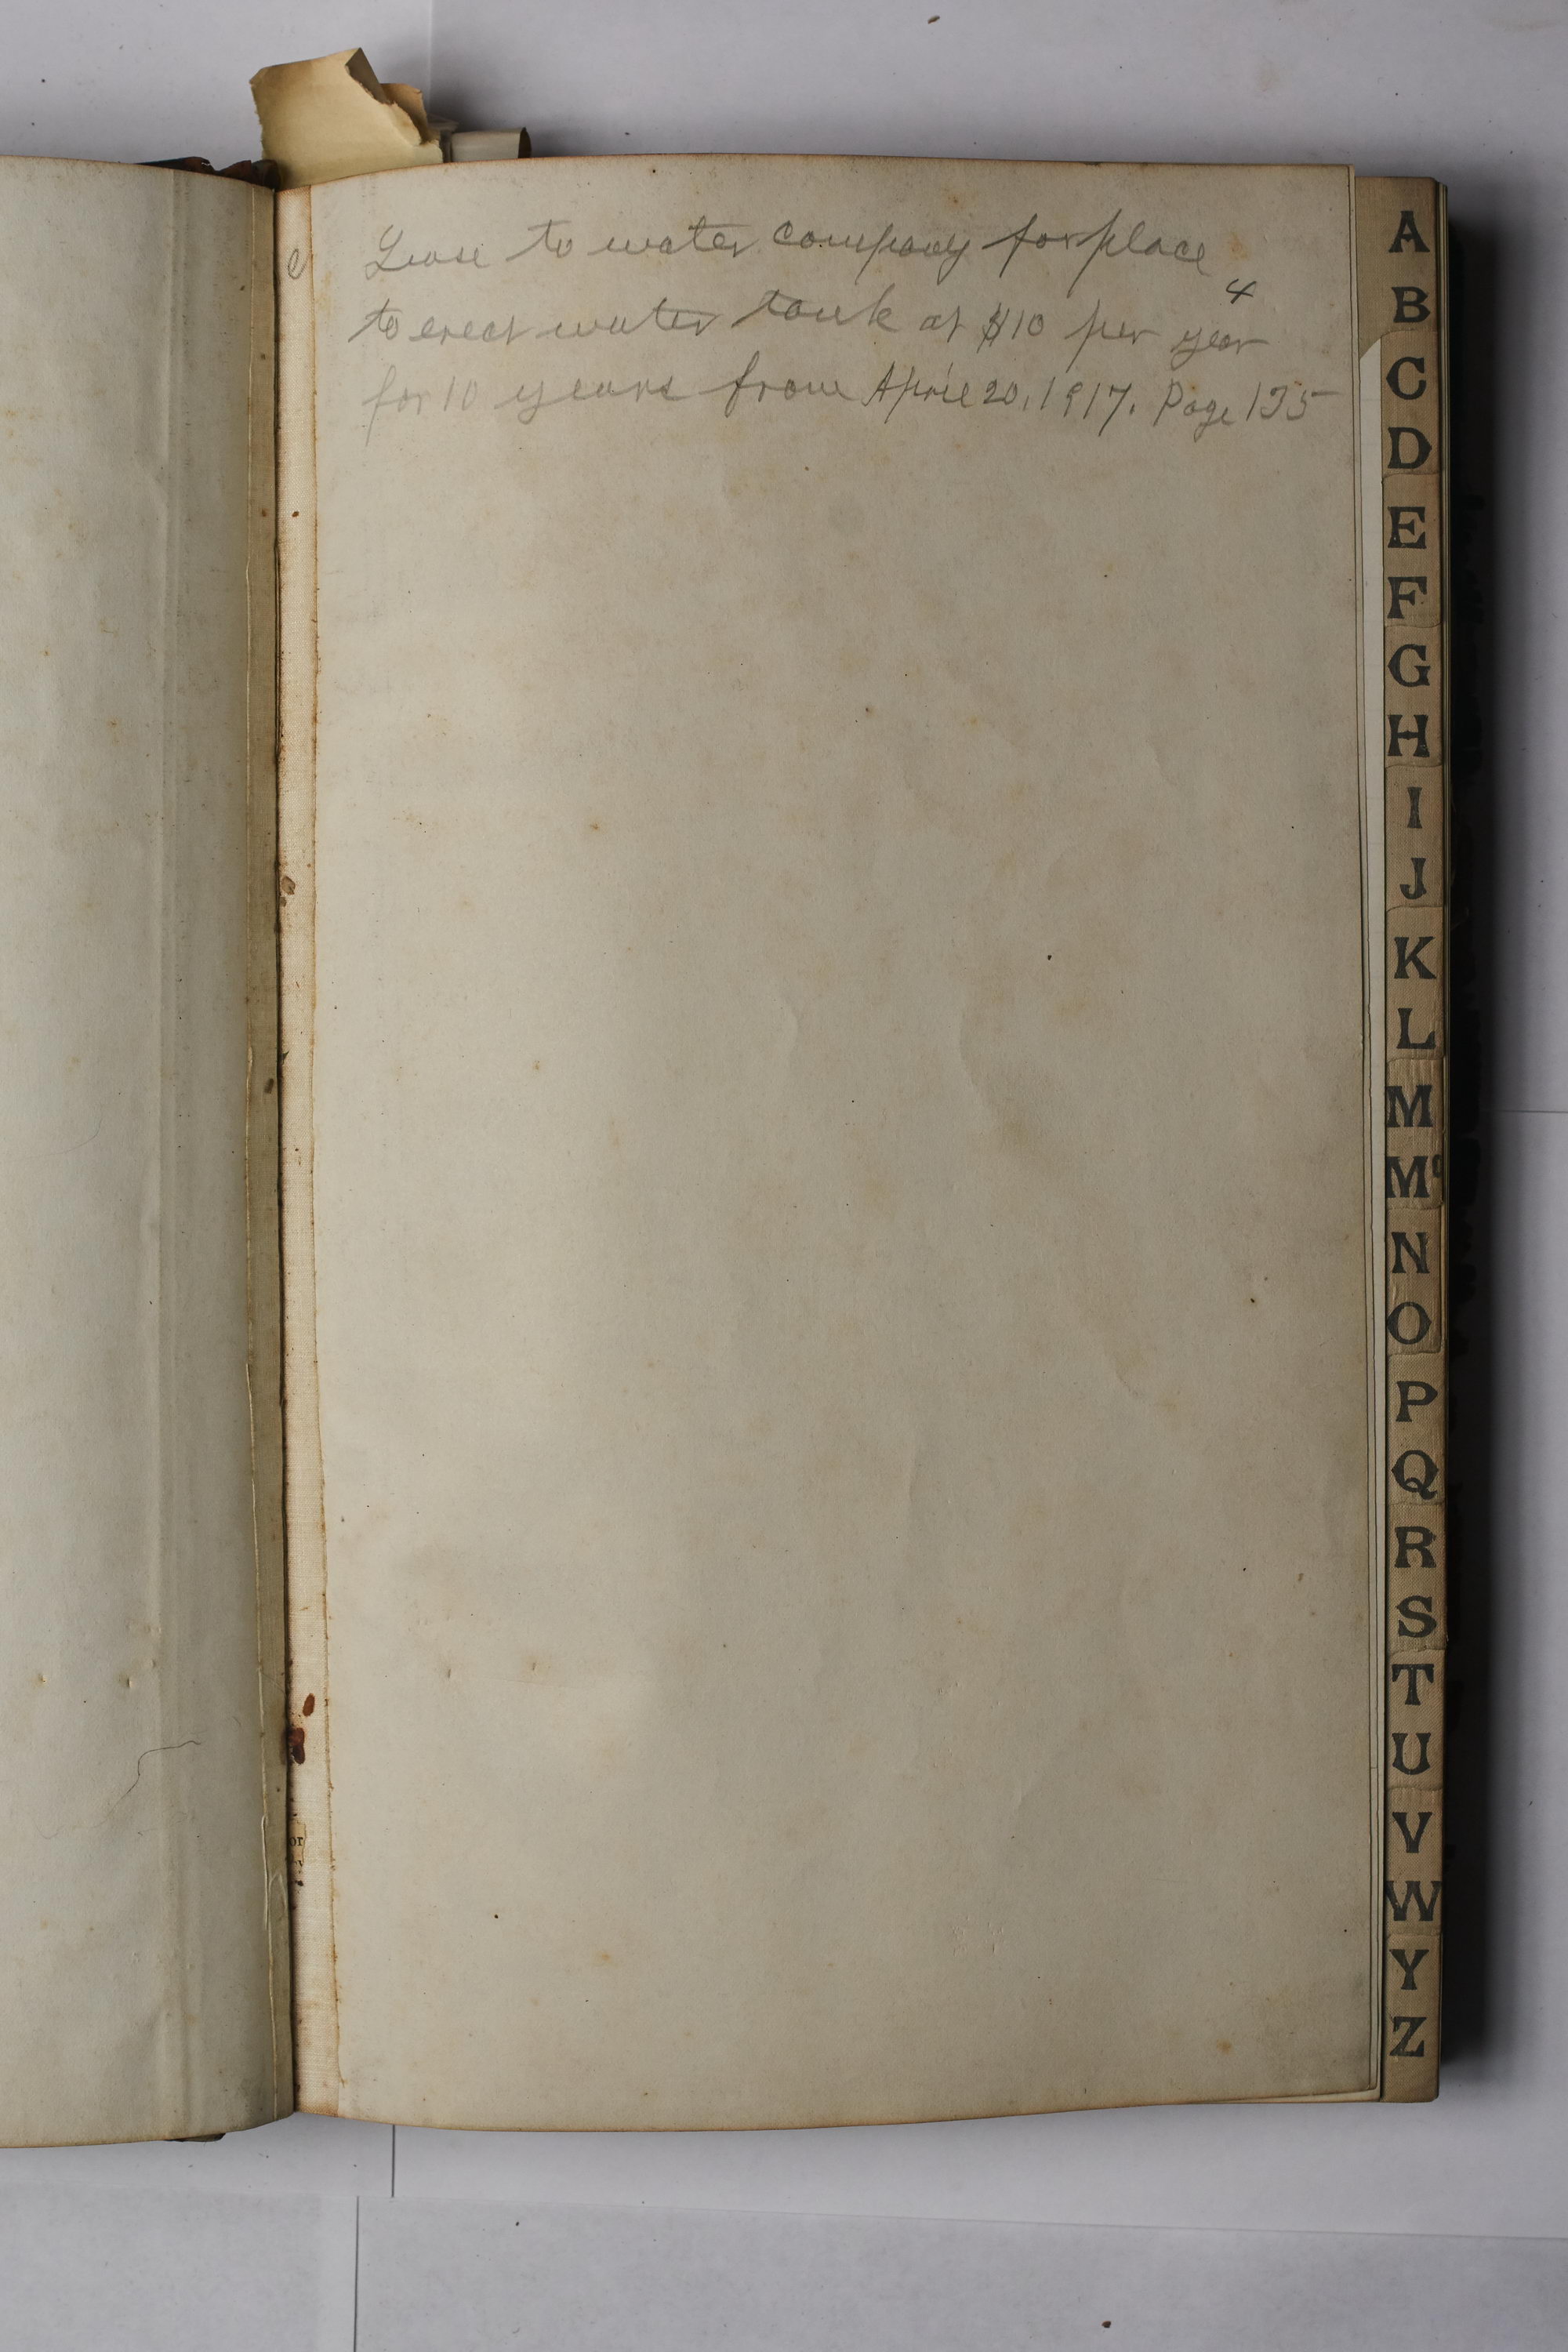 Lease to water company for place
4
to erect water tank at $10 per year
for 10 years from April 20, 1917. Page 135
A
B
C
D
E
F
G
H
I
J
K
L
M
Mc
N
O
P
Q
R
S
T
U
V
W
Y
Z
or